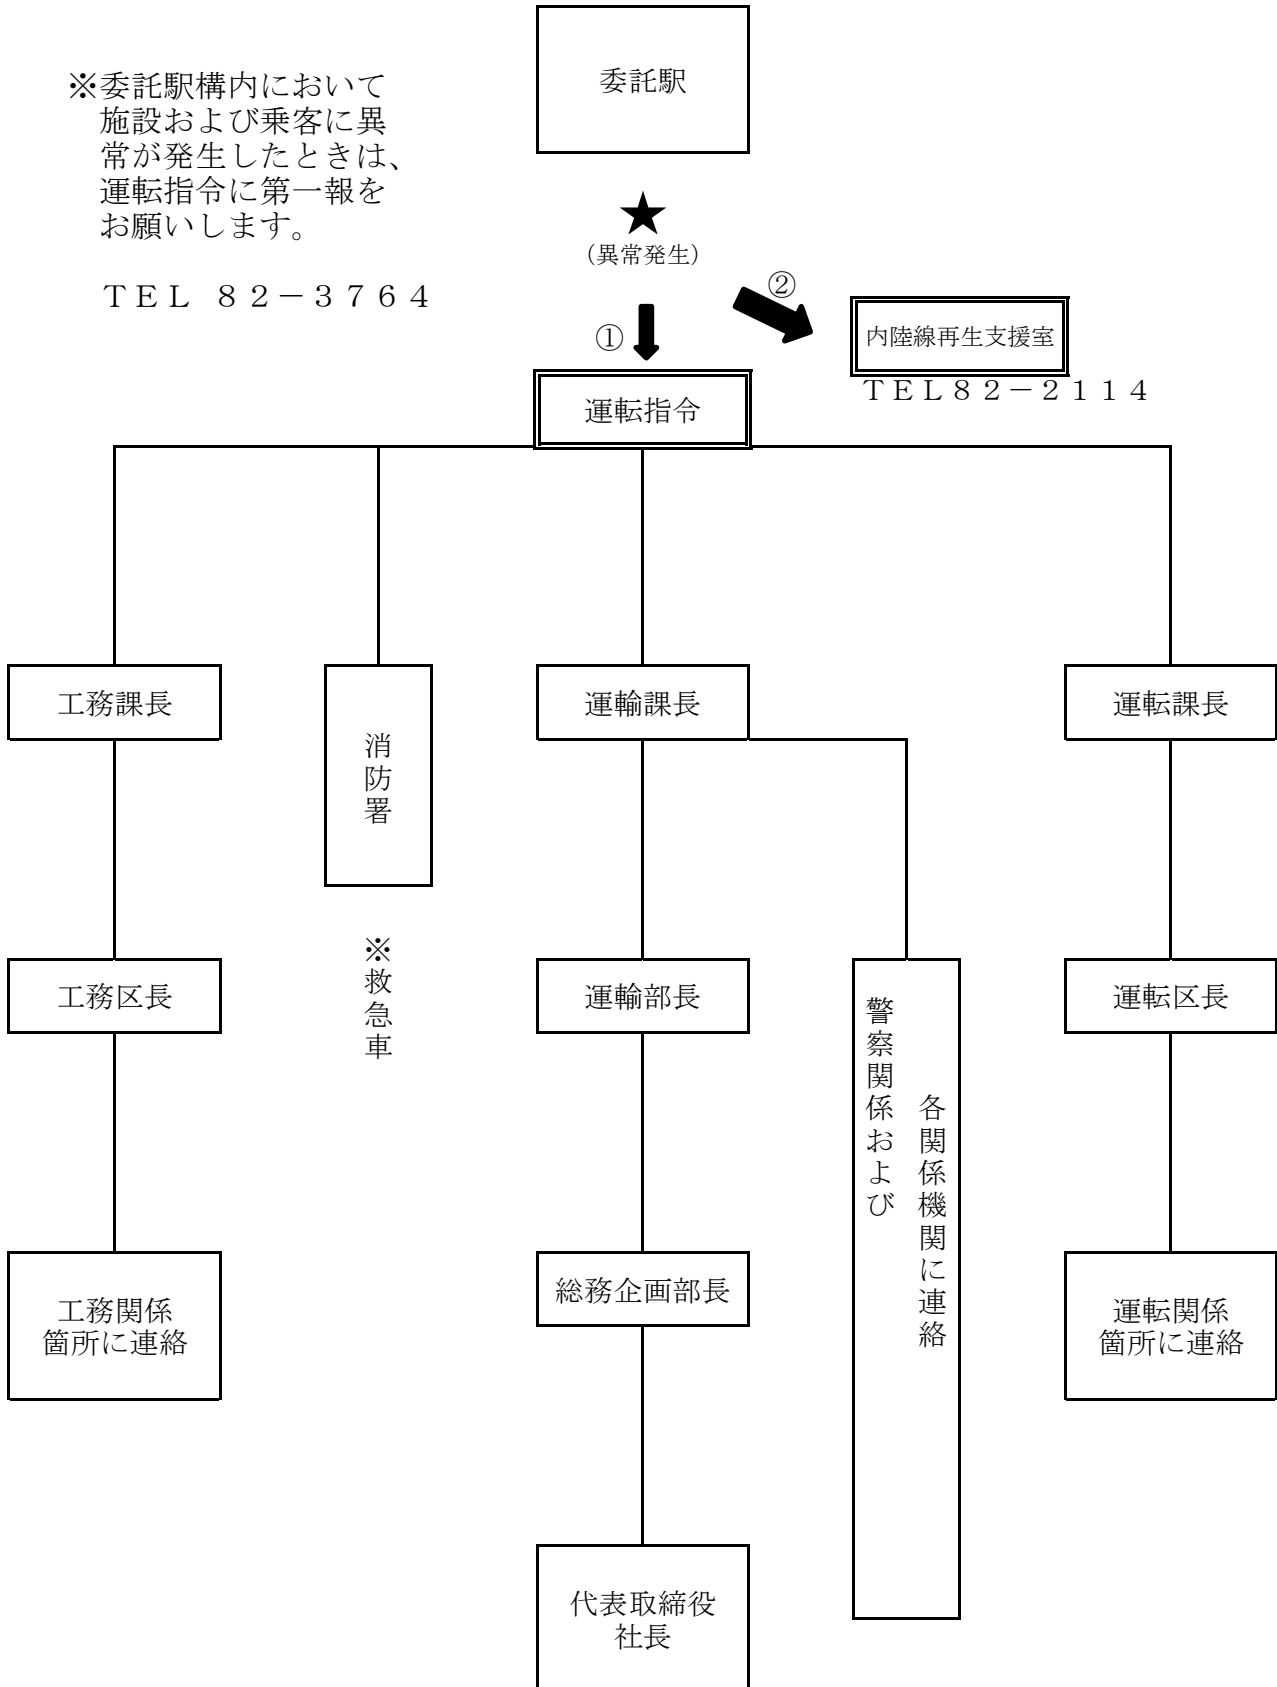 委託駅
※委託駅構内において
施設および乗客に異
常が発生したときは、
運転指令に第一報を
お願いします。
ＴＥＬ ８２－３７６４
★
（異常発生）
①
②
内陸線再生支援室
ＴＥＬ８２－２１１４
運転指令
工務課長
消防署
運輸課長
運転課長
※救急車
工務区長
運輸部長
警察関係および
各関係機関に連絡
運転区長
工務関係
箇所に連絡
総務企画部長
運転関係
箇所に連絡
代表取締役
社長